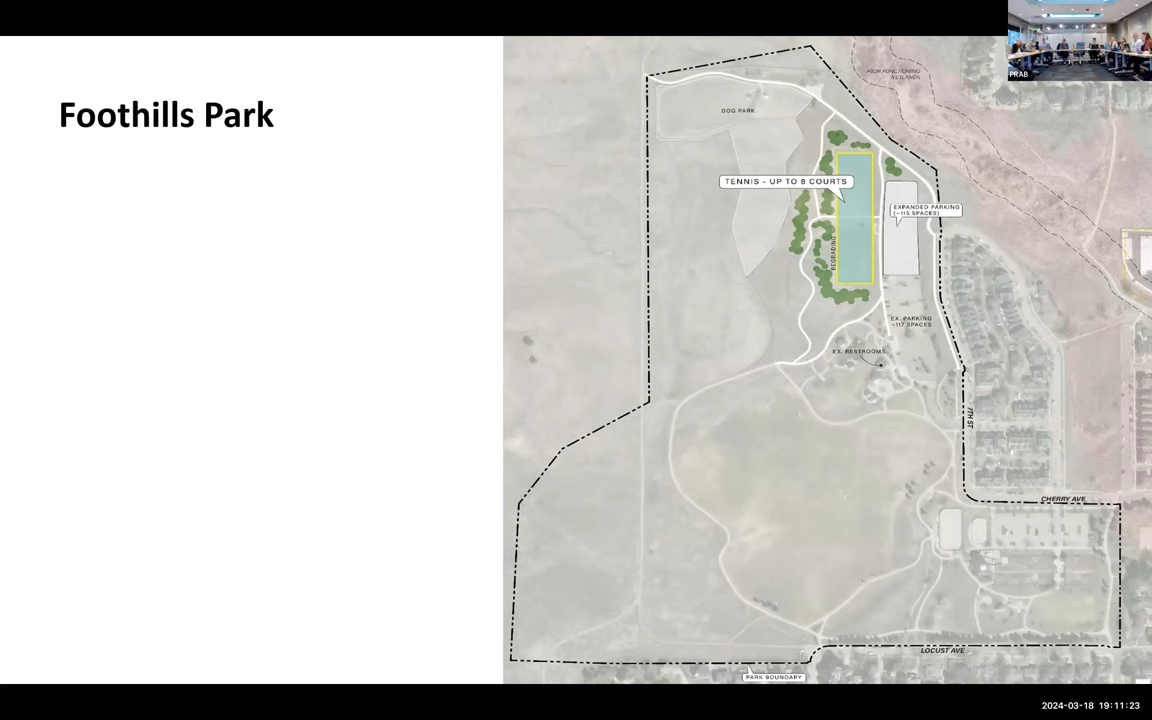 Foothills Park
PRAB
HIGH FUNCTIONING
DOG PARK
TENNIS - UP TO 8 COURTS
EXPANDED PARKING
(~115 SPACES)
REGRADING
EX. PARKING
~117 SPACES
EX. RESTROOMS
7TH ST
CHERRY AVE
LOCUST AVE
PARK BOUNDARY
2024-03-18 19:11:23